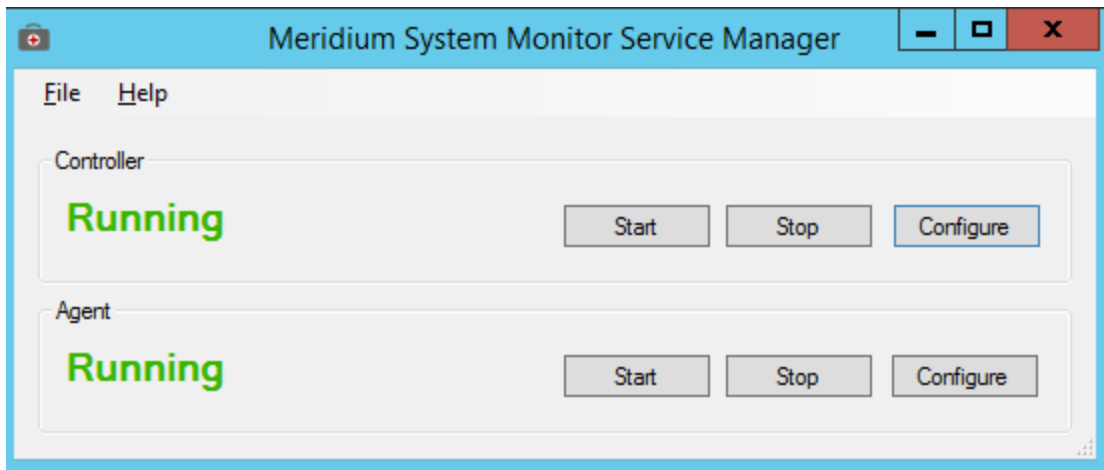 Meridium System Monitor Service Manager
File Help
Controller
Running Start Stop Configure
Agent
Running Start Stop Configure